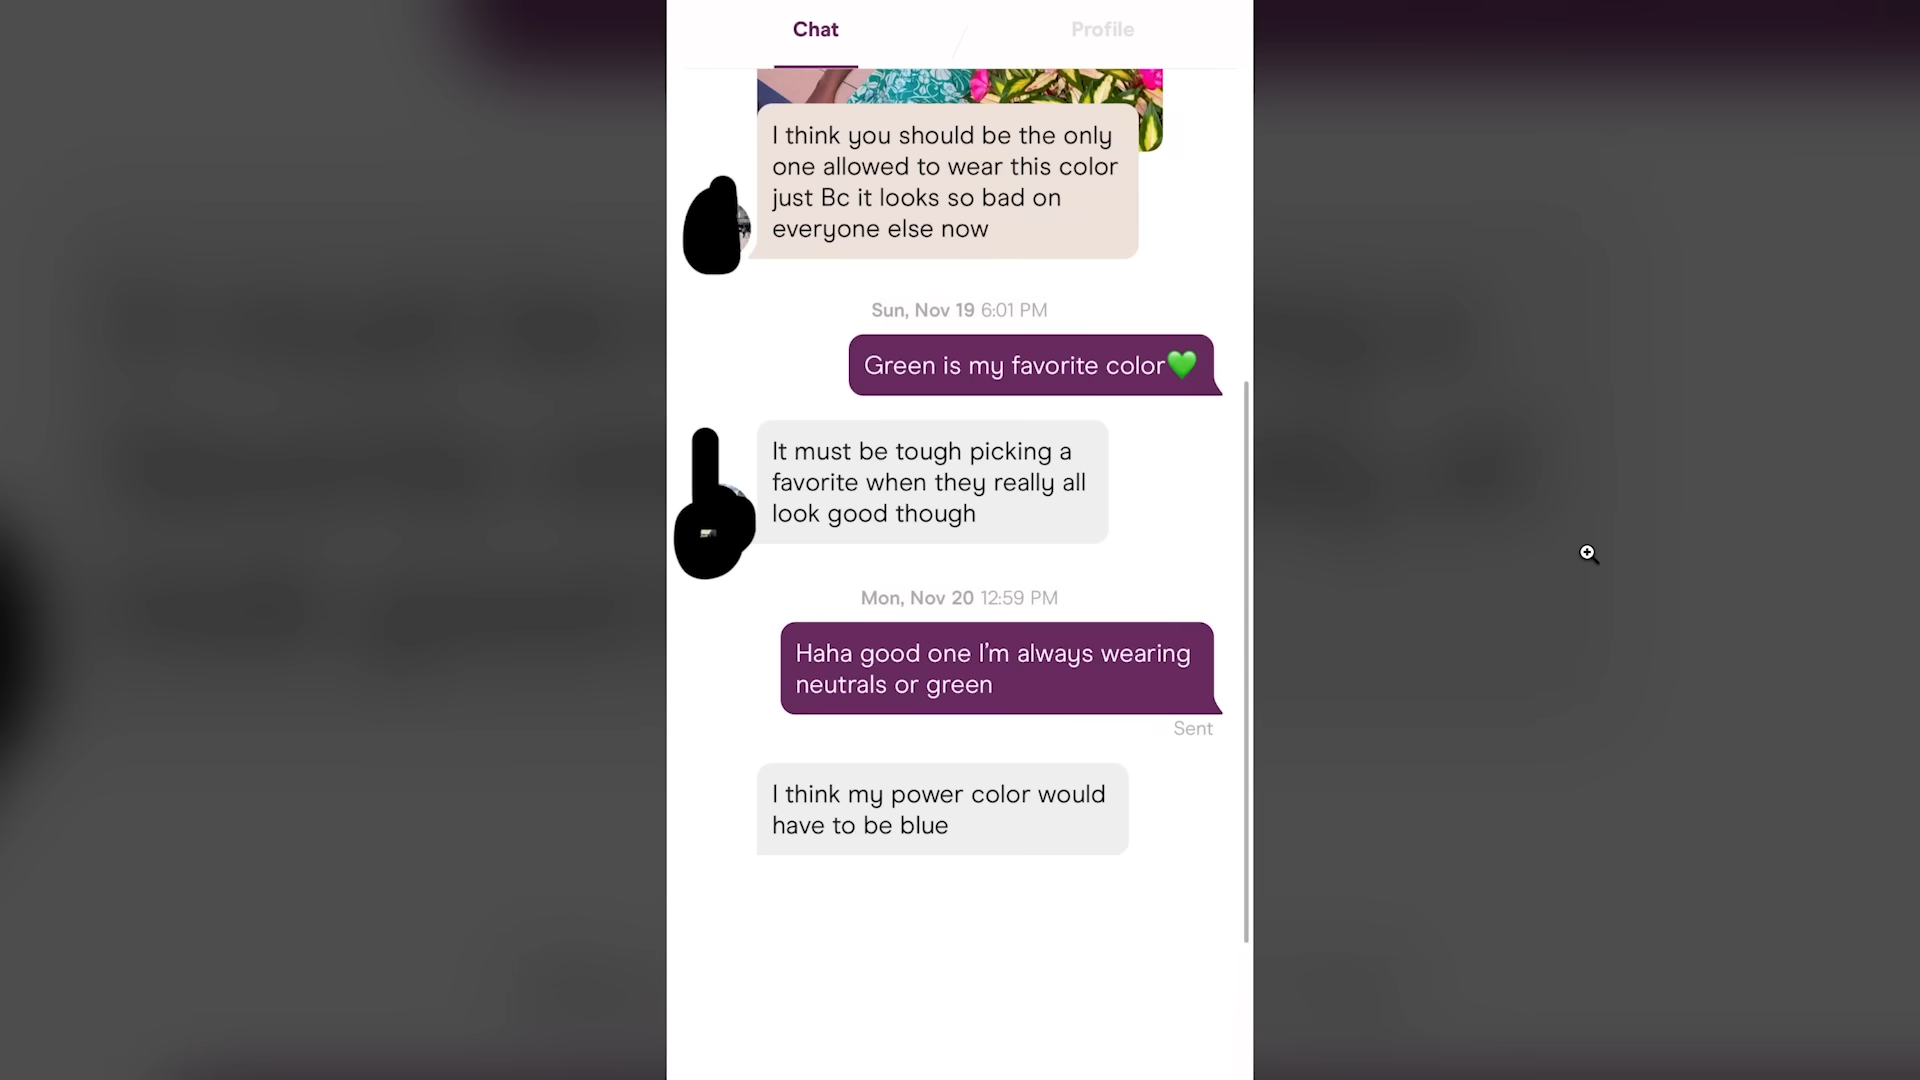 Chat
Profile
I think you should be the only
one allowed to wear this color
just Bc it looks so bad on
everyone else now
Sun, Nov 19 6:01 PM
Green is my favorite color💚
It must be tough picking a
favorite when they really all
look good though
Mon, Nov 20 12:59 PM
Haha good one I’m always wearing
neutrals or green
Sent
I think my power color would
have to be blue